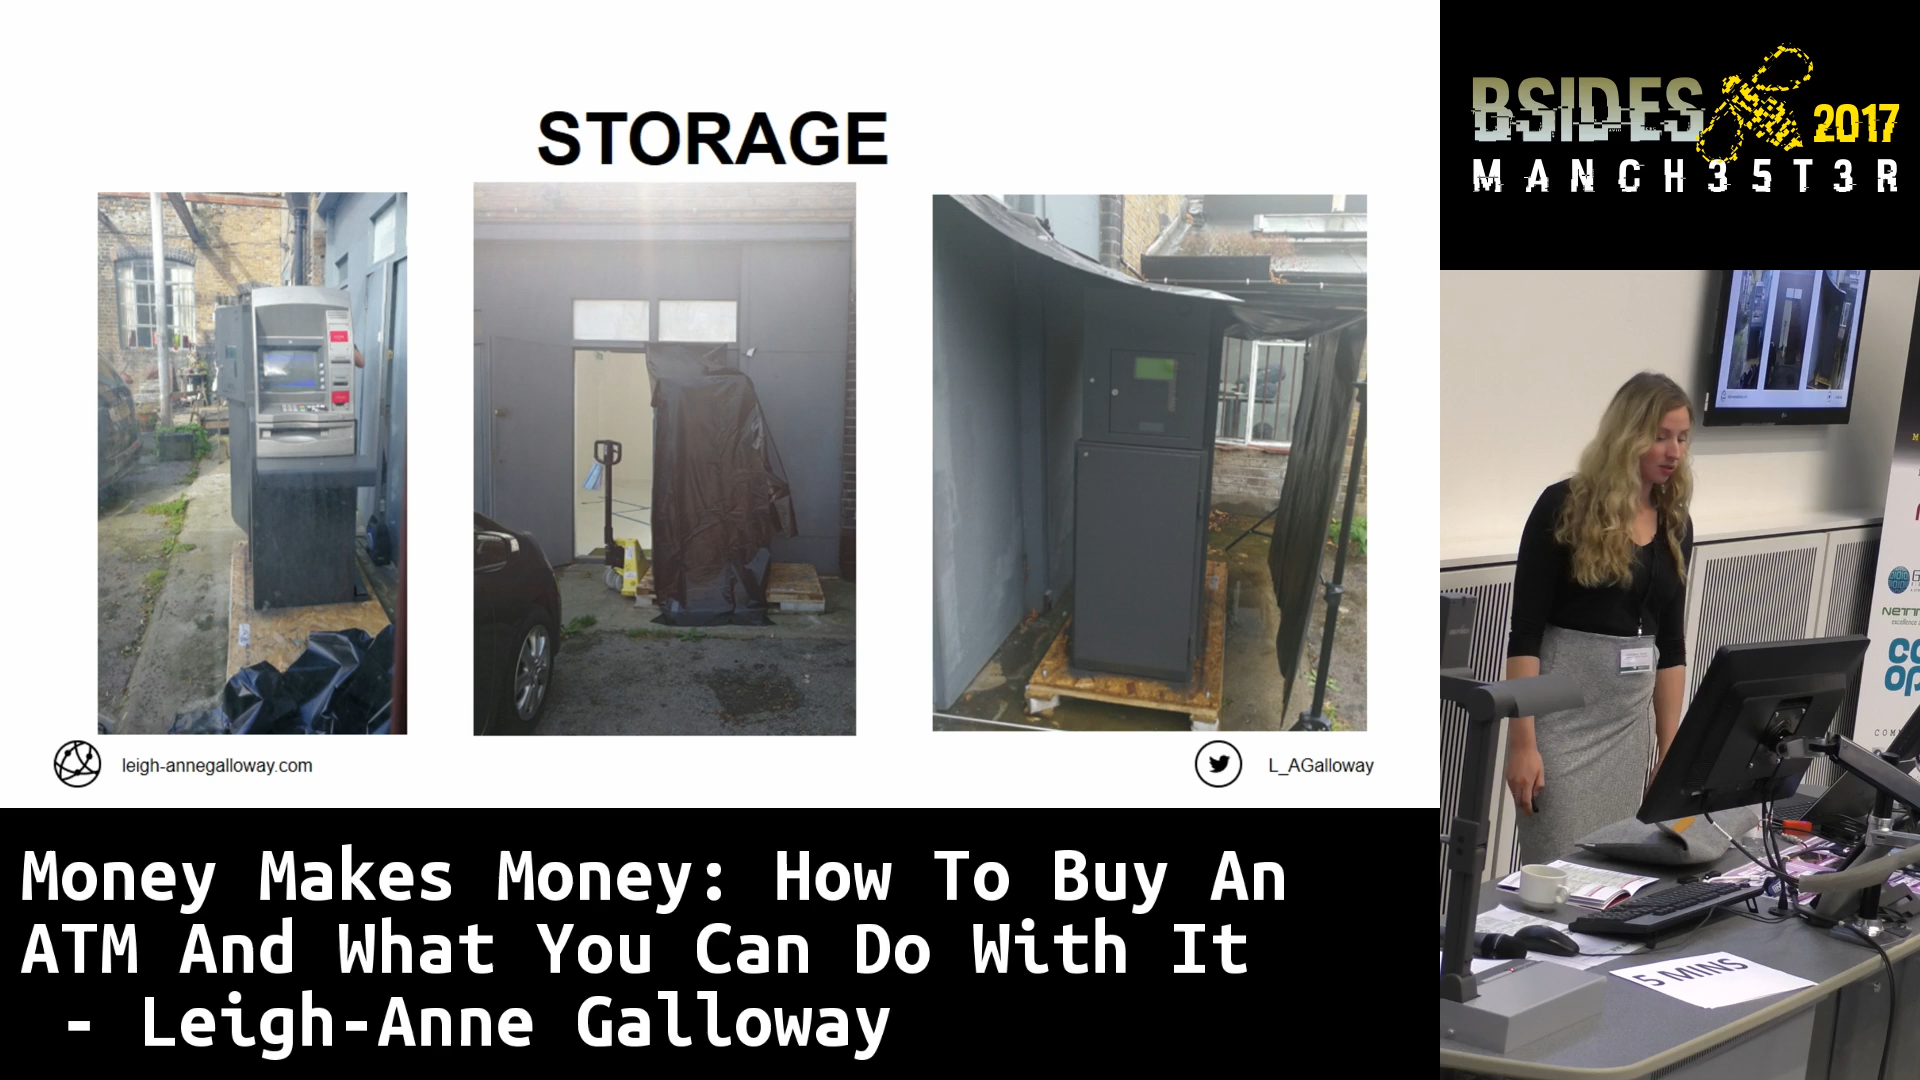 STORAGE
leigh-annegalloway.com
L_AGalloway
BSIDES 2017
MANCH35T3R
Money Makes Money: How To Buy An
ATM And What You Can Do With It
- Leigh-Anne Galloway
5 MINS